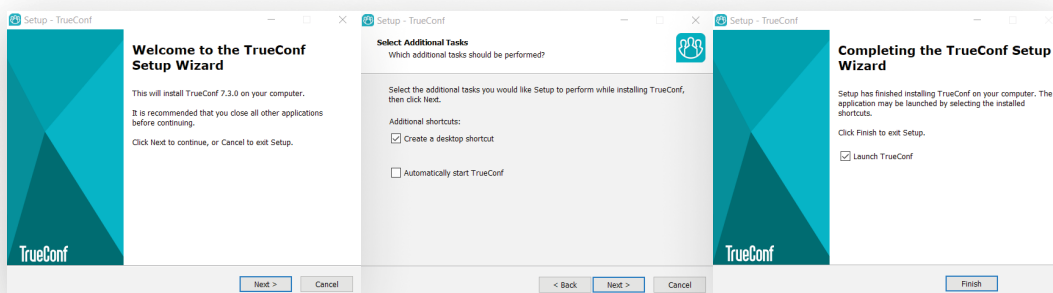 Setup - TrueConf
Welcome to the TrueConf
Setup Wizard
This will install TrueConf 7.3.0 on your computer.
It is recommended that you close all other applications
before continuing.
Click Next to continue, or Cancel to exit Setup.
TrueConf
Next >
Cancel
Setup - TrueConf
Select Additional Tasks
Which additional tasks should be performed?
Select the additional tasks you would like Setup to perform while installing TrueConf,
then click Next.
Additional shortcuts:
Create a desktop shortcut
Automatically start TrueConf
< Back
Next >
Cancel
Setup - TrueConf
Completing the TrueConf Setup
Wizard
Setup has finished installing TrueConf on your computer. The
application may be launched by selecting the installed
shortcuts.
Click Finish to exit Setup.
Launch TrueConf
TrueConf
Finish